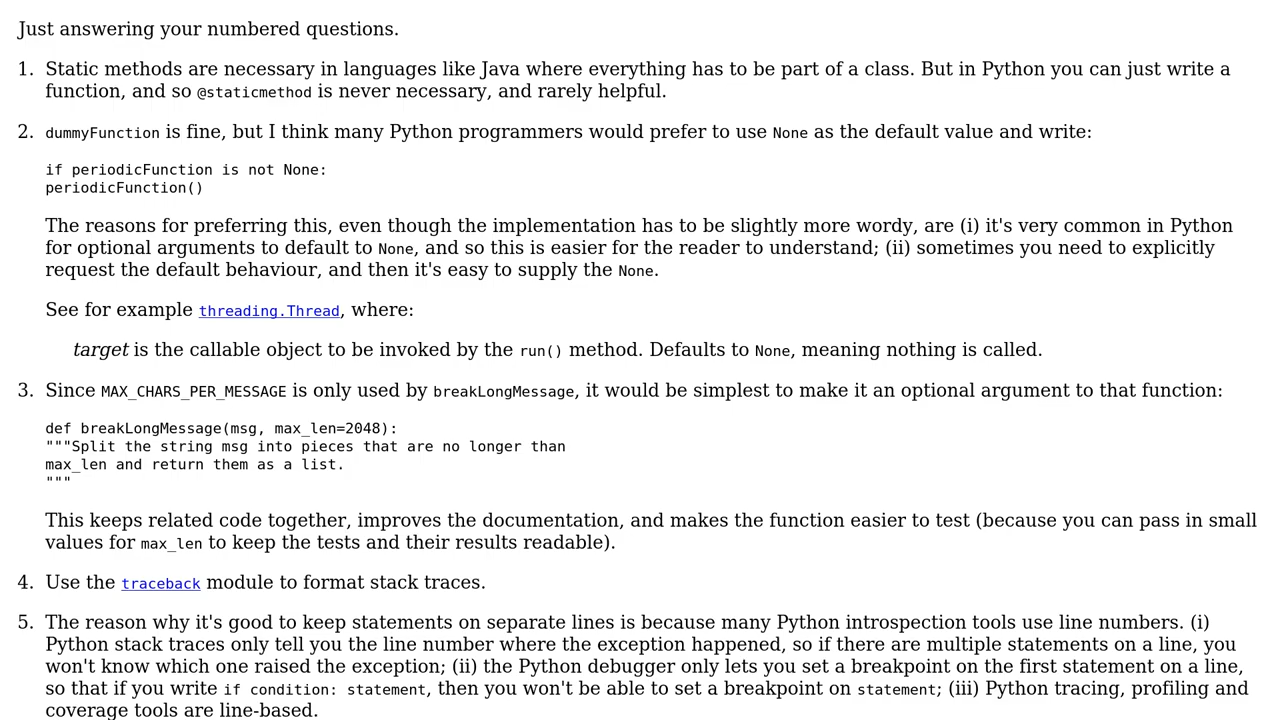 Just answering your numbered questions.
1. Static methods are necessary in languages like Java where everything has to be part of a class. But in Python you can just write a
function, and so @staticmethod is never necessary, and rarely helpful.
2. dummyFunction is fine, but I think many Python programmers would prefer to use None as the default value and write:
if periodicFunction is not None:
periodicFunction()
The reasons for preferring this, even though the implementation has to be slightly more wordy, are (i) it's very common in Python
for optional arguments to default to None, and so this is easier for the reader to understand; (ii) sometimes you need to explicitly
request the default behaviour, and then it's easy to supply the None.
See for example threading.Thread, where:
target is the callable object to be invoked by the run() method. Defaults to None, meaning nothing is called.
3. Since MAX_CHARS_PER_MESSAGE is only used by breakLongMessage, it would be simplest to make it an optional argument to that function:
def breakLongMessage(msg, max_len=2048):
"""Split the string msg into pieces that are no longer than
max_len and return them as a list.
"""
This keeps related code together, improves the documentation, and makes the function easier to test (because you can pass in small
values for max_len to keep the tests and their results readable).
4. Use the traceback module to format stack traces.
5. The reason why it's good to keep statements on separate lines is because many Python introspection tools use line numbers. (i)
Python stack traces only tell you the line number where the exception happened, so if there are multiple statements on a line, you
won't know which one raised the exception; (ii) the Python debugger only lets you set a breakpoint on the first statement on a line,
so that if you write if condition: statement, then you won't be able to set a breakpoint on statement; (iii) Python tracing, profiling and
coverage tools are line-based.